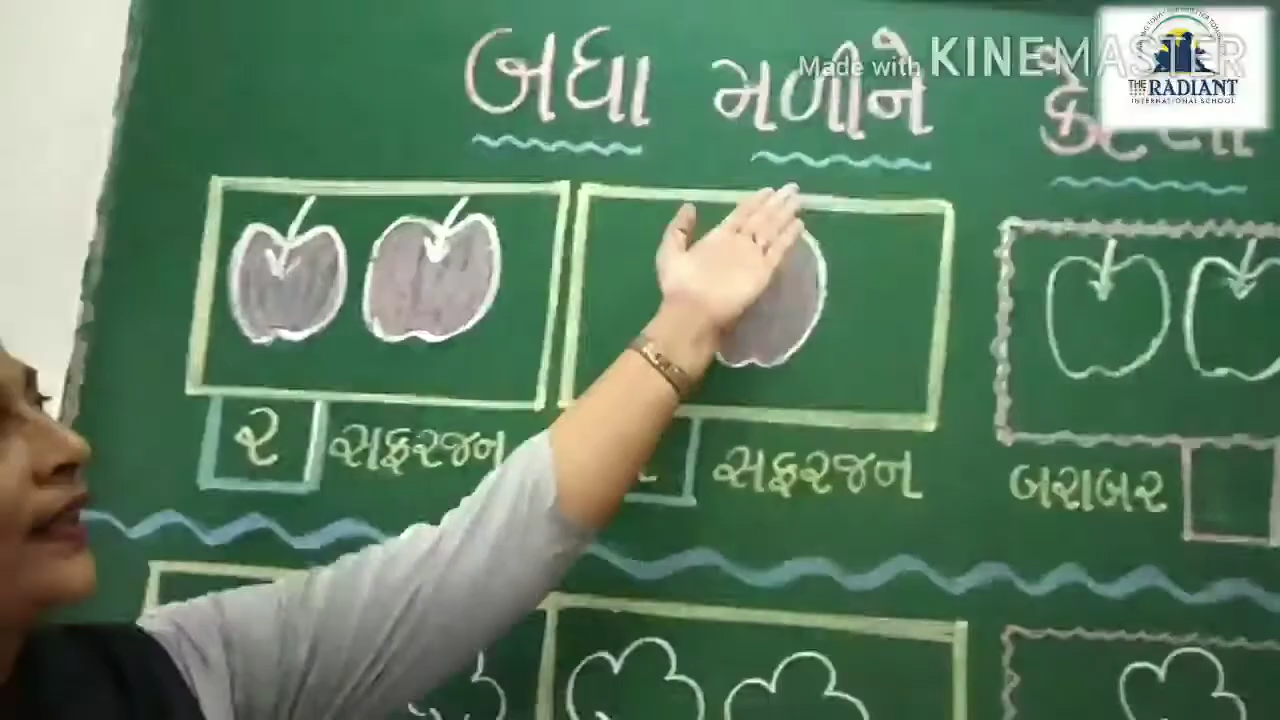 Made with KINEMASTER
THE RADIANT
INTERNATIONAL SCHOOL
બધા મળીને
૨ સફરજન
સફરજન
બરાબર